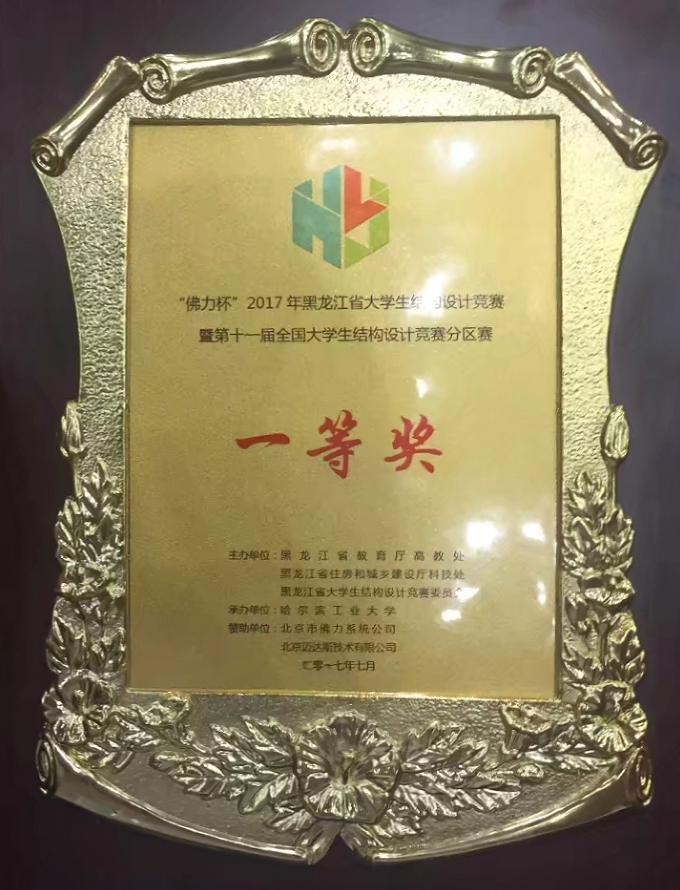 “佛力杯”2017年黑龙江省大学生结构设计竞赛
暨第十一届全国大学生结构设计竞赛分区赛
一等奖
主办单位：黑龙江省教育厅高教处
黑龙江省住房和城乡建设厅科技处
黑龙江省大学生结构设计竞赛委员会
承办单位：哈尔滨工业大学
赞助单位：北京市佛力系统公司
北京迈达斯技术有限公司
二零一七年七月